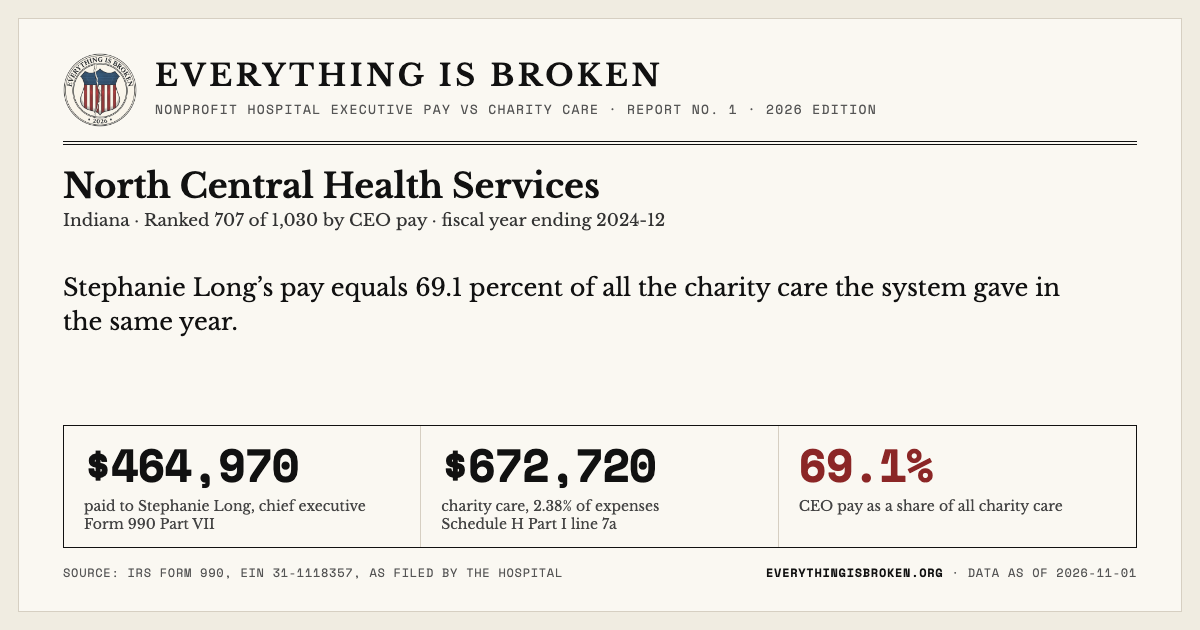 EVERYTHING IS BROKEN
· 2026 ·
EVERYTHING IS BROKEN
NONPROFIT HOSPITAL EXECUTIVE PAY VS CHARITY CARE · REPORT NO. 1 · 2026 EDITION
North Central Health Services
Indiana · Ranked 707 of 1,030 by CEO pay · fiscal year ending 2024-12
Stephanie Long’s pay equals 69.1 percent of all the charity care the system gave in
the same year.
$464,970
paid to Stephanie Long, chief executive
Form 990 Part VII
$672,720
charity care, 2.38% of expenses
Schedule H Part I line 7a
69.1%
CEO pay as a share of all charity care
SOURCE: IRS FORM 990, EIN 31-1118357, AS FILED BY THE HOSPITAL
EVERYTHINGISBROKEN.ORG · DATA AS OF 2026-11-01